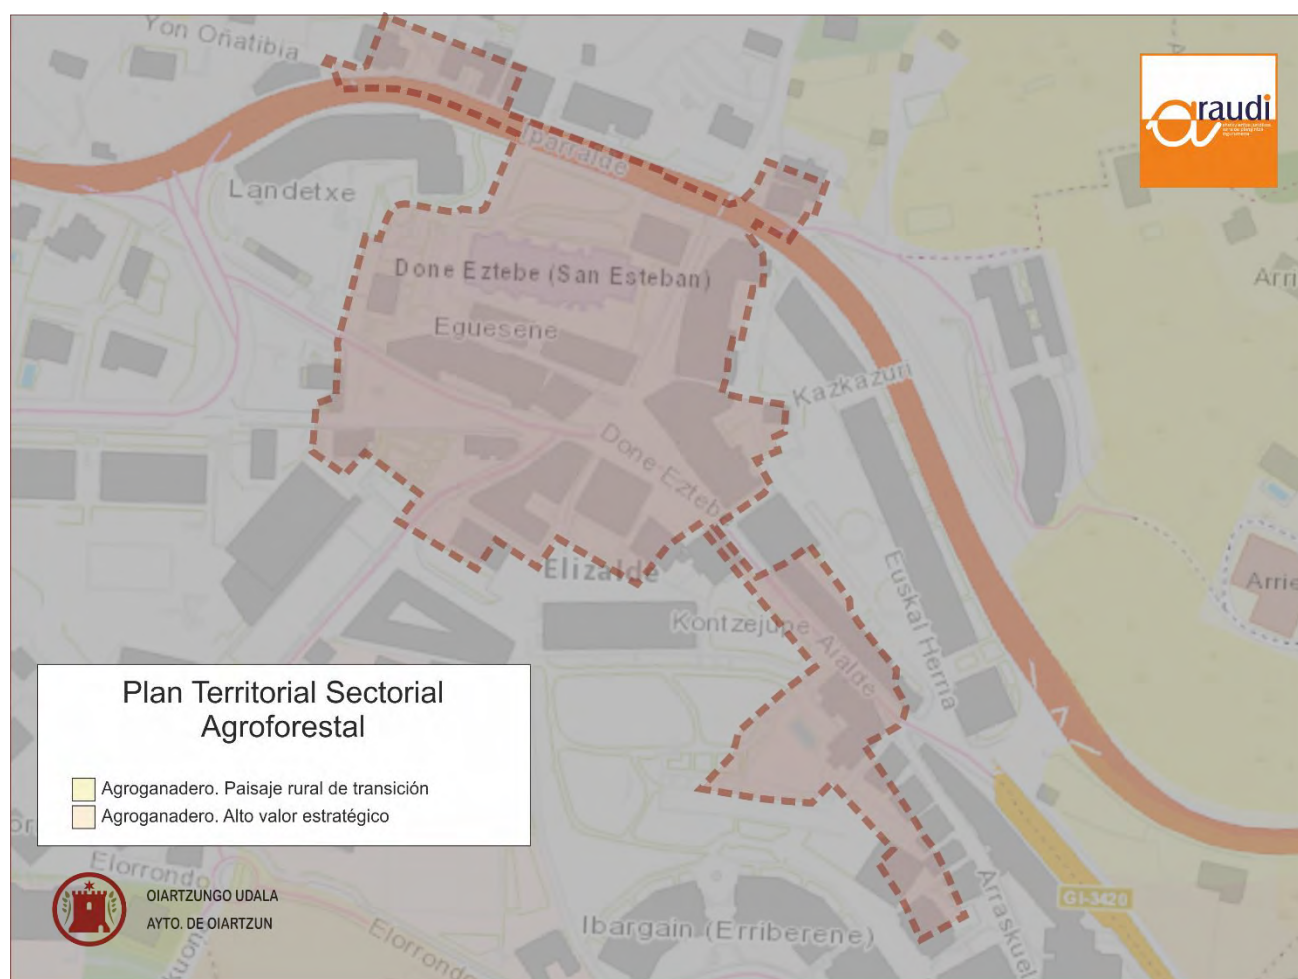 Yon Oñatibia
araudi
Iparralde
Landetxe
Done Eztebe (San Esteban)
Arri
Eguesene
Kazkazuri
Done Eztebe
Elizalde
Arrie
Kontzejupe
Aralde
Euskal Herria
Plan Territorial Sectorial
Agroforestal
Agroganadero. Paisaje rural de transición
Agroganadero. Alto valor estratégico
Elorrondo
OIARTZUNGO UDALA
AYTO. DE OIARTZUN
GI-3420
Arraskuel
Ibargain (Erriberene)
Elorrondo